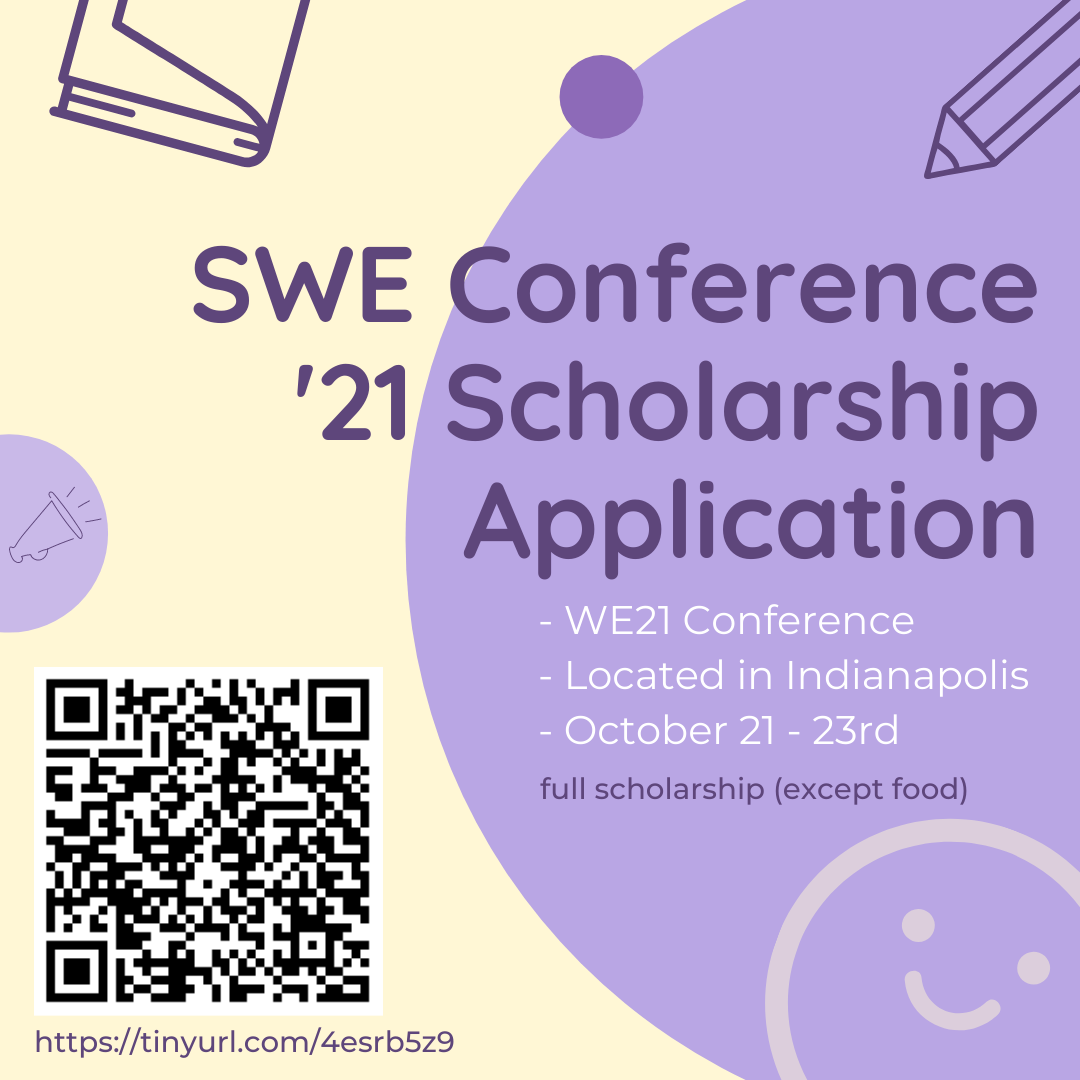 SWE Conference
'21 Scholarship
Application
- WE21 Conference
- Located in Indianapolis
- October 21 - 23rd
full scholarship (except food)
https://tinyurl.com/4esrb5z9